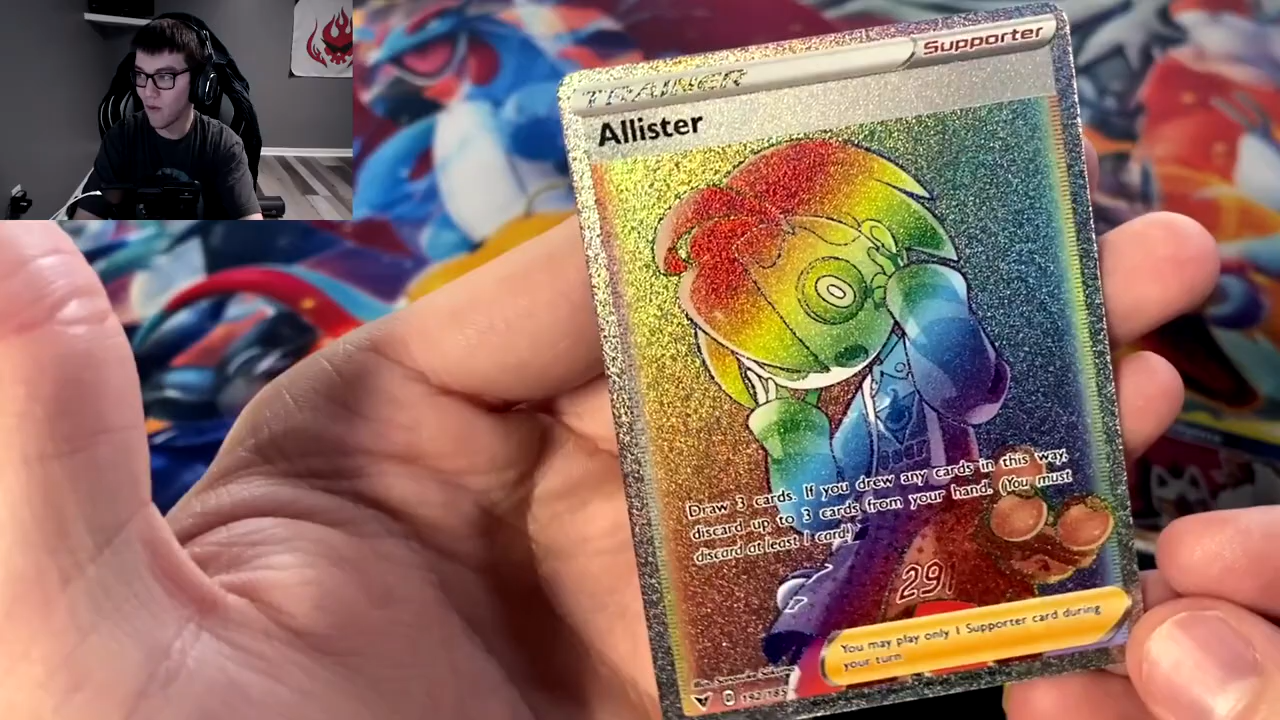 TRAINER
Supporter
Allister
Draw 3 cards. If you drew any cards in this way,
discard up to 3 cards from your hand. (You must
discard at least 1 card.)
291
You may play only 1 Supporter card during
your turn.
192/185